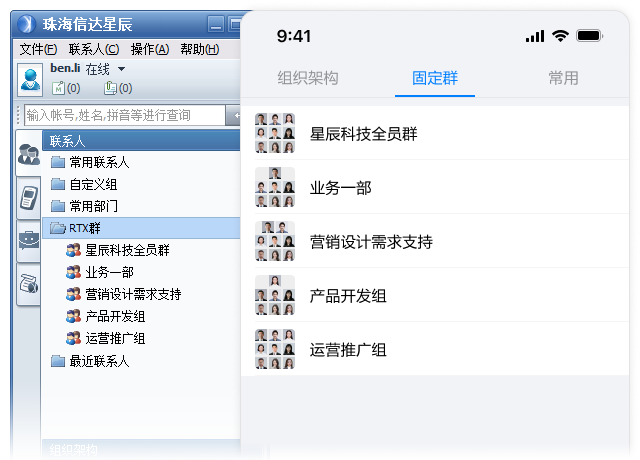 珠海信达星辰
文件(F) 联系人(C) 操作(A) 帮助(H)
ben.li 在线
(0) (0)
输入帐号,姓名,拼音等进行查询
联系人
常用联系人
自定义组
常用部门
RTX群
星辰科技全员群
业务一部
营销设计需求支持
产品开发组
运营推广组
最近联系人
组织架构
9:41
组织架构 固定群 常用
星辰科技全员群
业务一部
营销设计需求支持
产品开发组
运营推广组